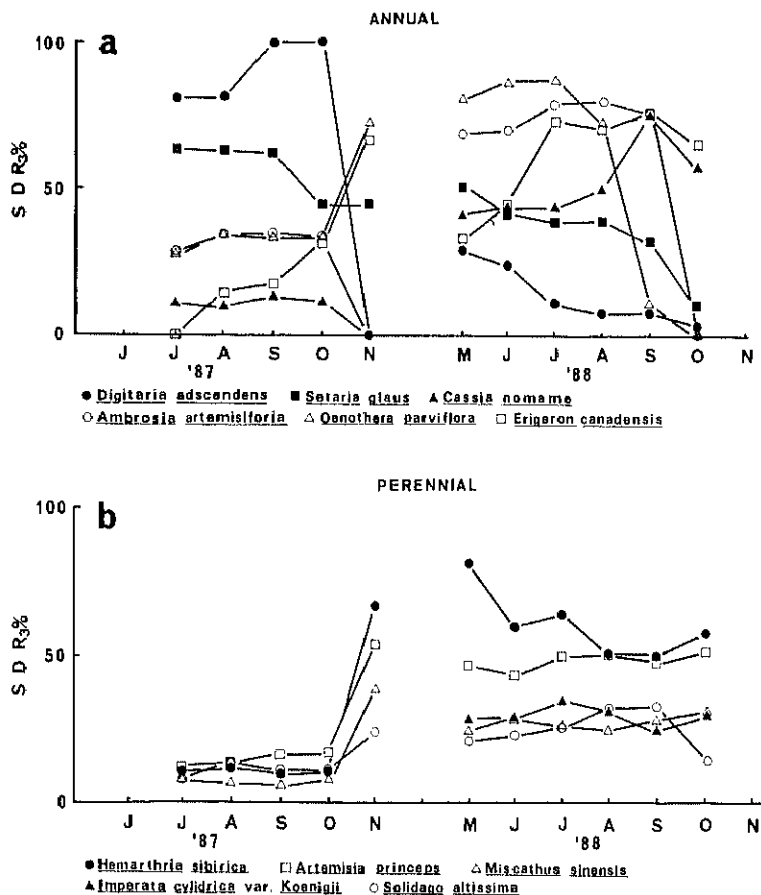 ANNUAL
a
100
50
0
S D R3%
J J A S O N M J J A S O N
'87 '88
● Digitaria adscendens ■ Setaria glaus ▲ Cassia nomame
○ Ambrosia artemisiforia △ Oenothera parviflora □ Erigeron canadensis
PERENNIAL
b
100
50
0
S D R3%
J J A S O N M J J A S O N
'87 '88
● Hemarthria sibirica □ Artemisia princeps △ Miscathus sinensis
▲ Imperata cylidrica var. Koenigii ○ Solidago altissima